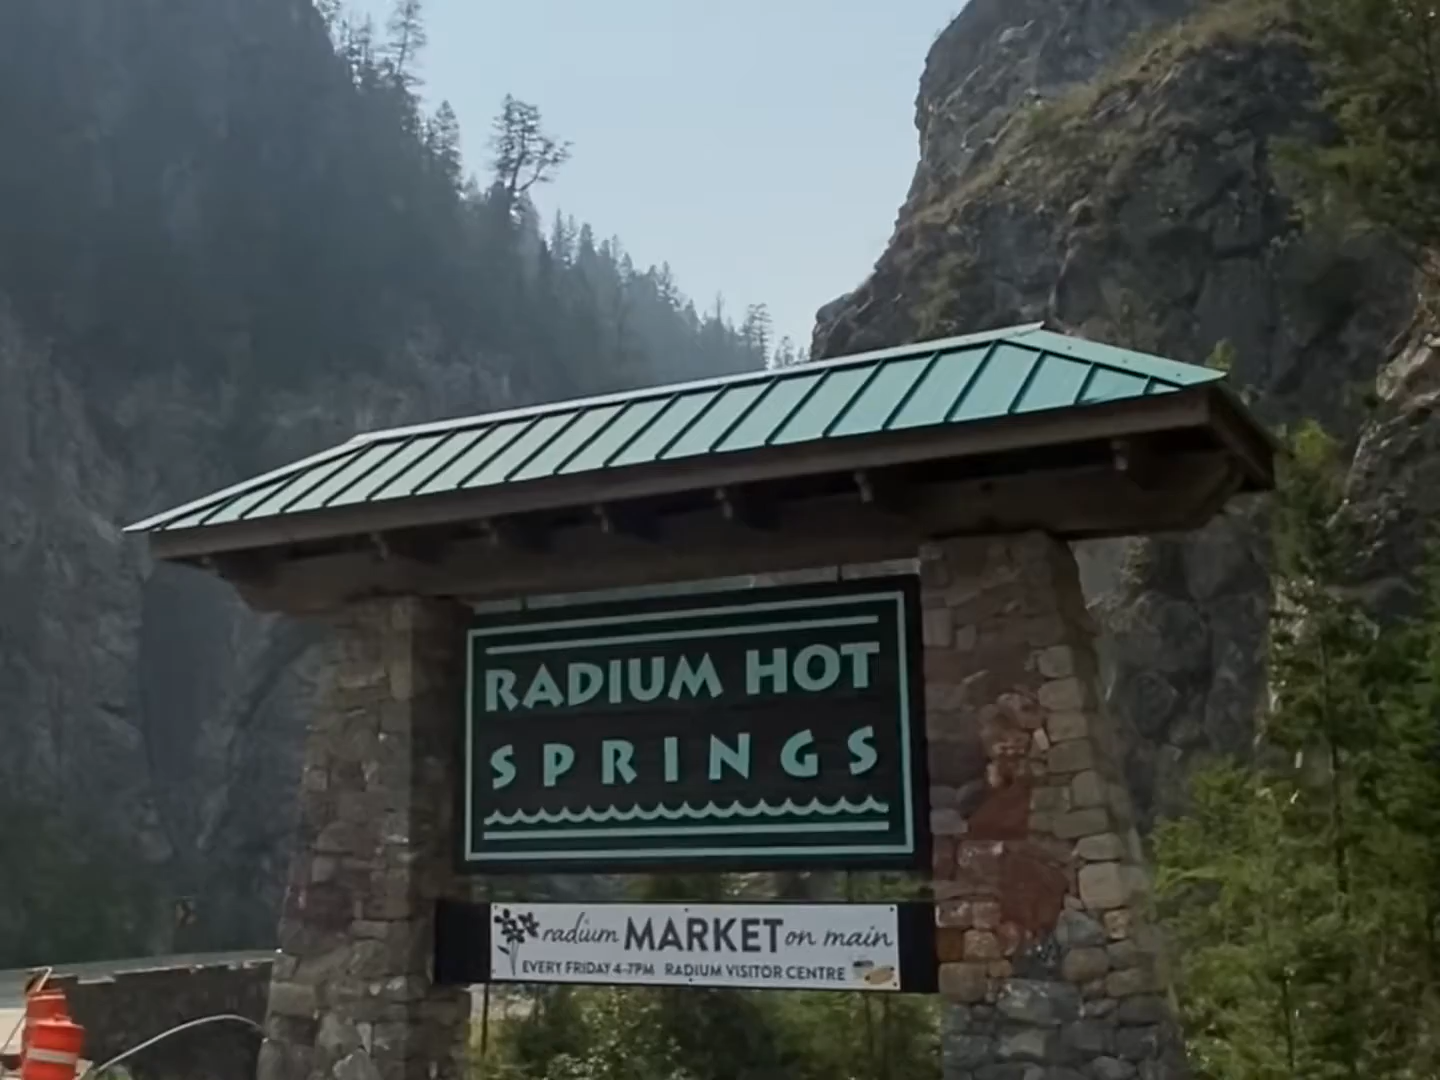 RADIUM HOT
SPRINGS
radium MARKET on main
EVERY FRIDAY 4-7PM RADIUM VISITOR CENTRE